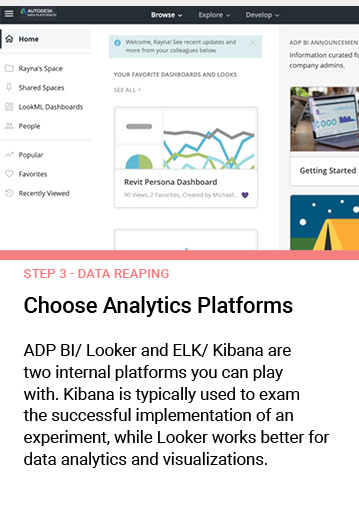 AUTODESK
DATA PLATFORM BI
Browse
Explore
Develop
Home
Rayna's Space
Shared Spaces
LookML Dashboards
People
Popular
Favorites
Recently Viewed
Welcome, Rayna! See recent updates and
more from your colleagues below.
YOUR FAVORITE DASHBOARDS AND LOOKS
SEE ALL >
Revit Persona Dashboard
90 Views, 2 Favorites, Created by Michael...
ADP BI ANNOUNCEMEN
Information curated fo
company admins.
Getting Started
STEP 3 - DATA REAPING
Choose Analytics Platforms
ADP BI/ Looker and ELK/ Kibana are
two internal platforms you can play
with. Kibana is typically used to exam
the successful implementation of an
experiment, while Looker works better for
data analytics and visualizations.